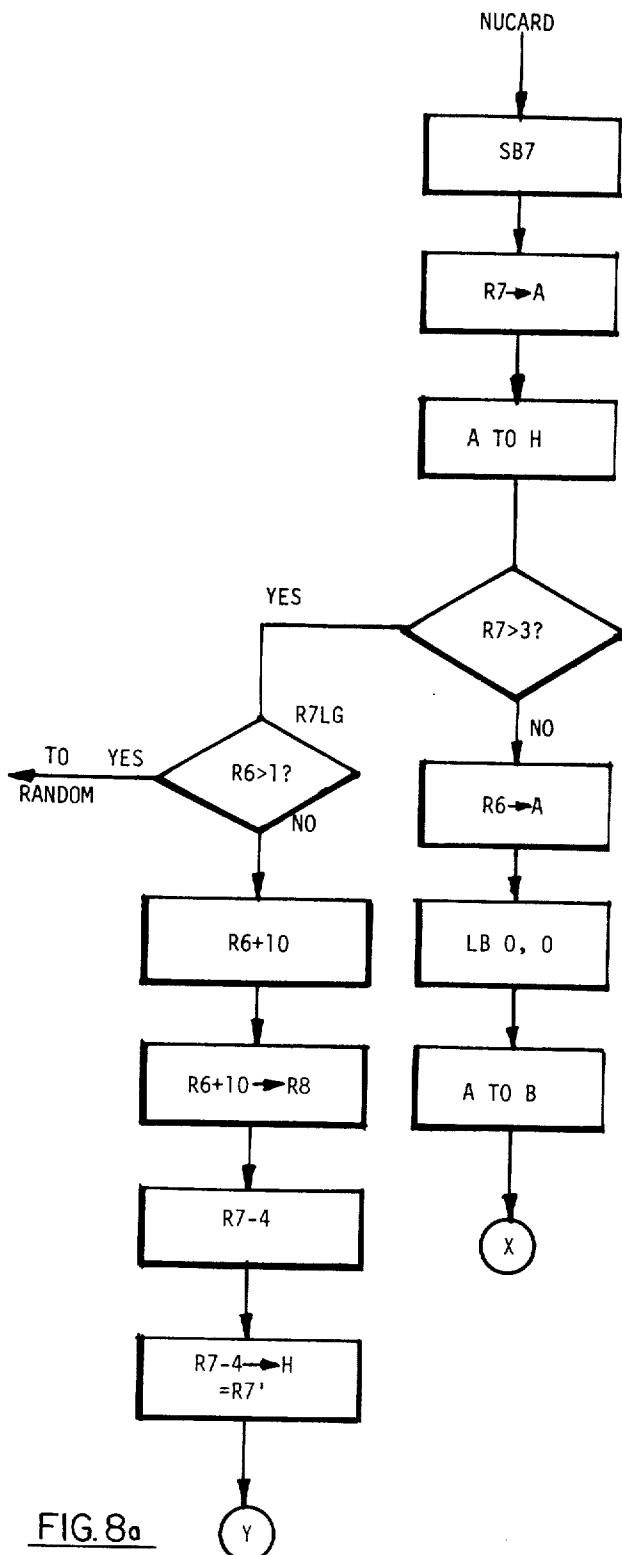 NUCARD
SB7
R7→A
A TO H
R7>3?
YES
NO
R7LG
R6>1?
YES
TO
RANDOM
NO
R6→A
LB 0, 0
A TO B
X
R6+10
R6+10→R8
R7-4
R7-4→H
=R7'
Y
FIG. 8a